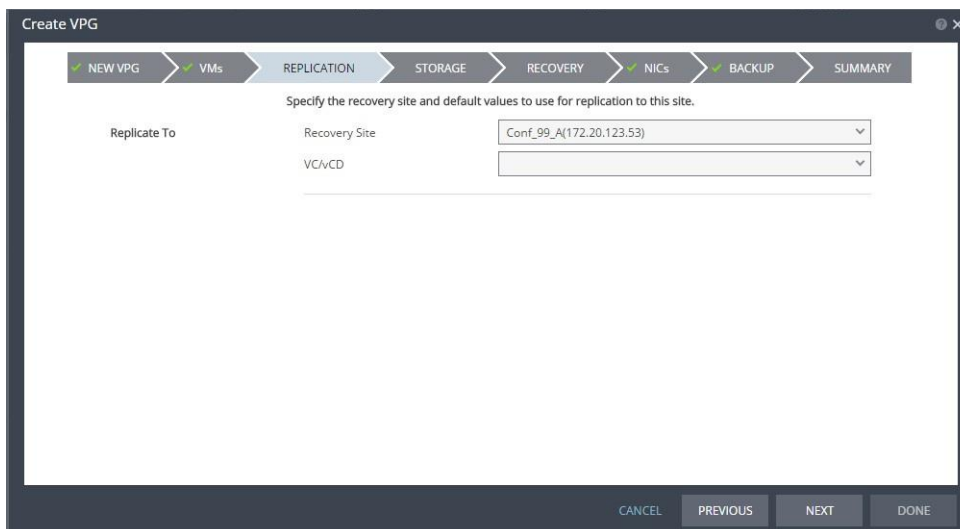 Create VPG
NEW VPG VMs REPLICATION STORAGE RECOVERY NICs BACKUP SUMMARY
Specify the recovery site and default values to use for replication to this site.
Replicate To Recovery Site Conf_99_A(172.20.123.53)
VC/vCD
CANCEL PREVIOUS NEXT DONE